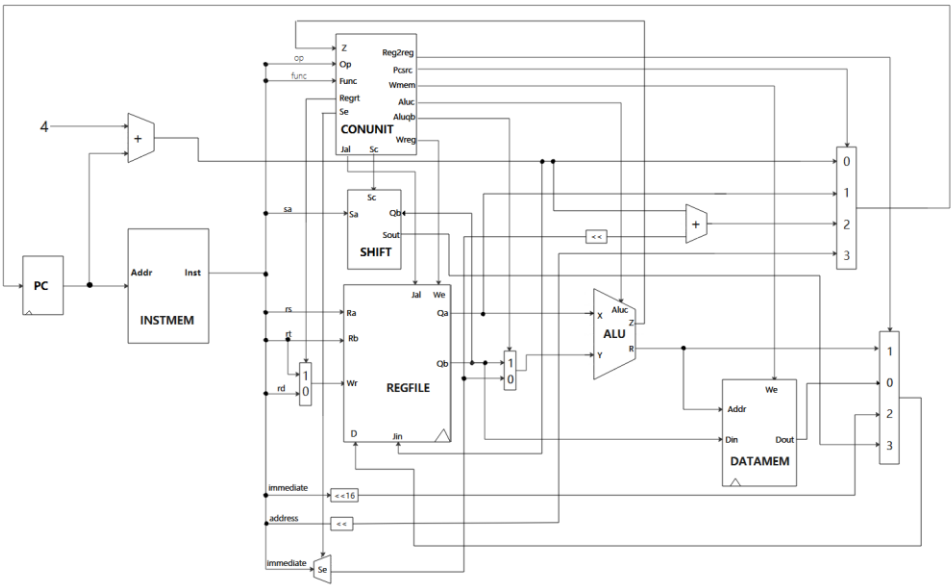 Z
Reg2reg
op
Op
Pcsrc
func
Func
Wmem
Regrt
Aluc
Se
Aluqb
CONUNIT
Wreg
Jal
Sc
4
+
0
1
2
3
Sc
sa
Sa
Qb
Sout
SHIFT
+
<<
PC
Addr
Inst
INSTMEM
Jal
We
rs
Ra
Qa
rt
Rb
Qb
1
0
Wr
rd
REGFILE
D
Jin
1
0
X
Aluc
ALU
Z
R
Y
1
0
2
3
We
Addr
Din
Dout
DATAMEM
immediate
<<16
address
<<
immediate
Se